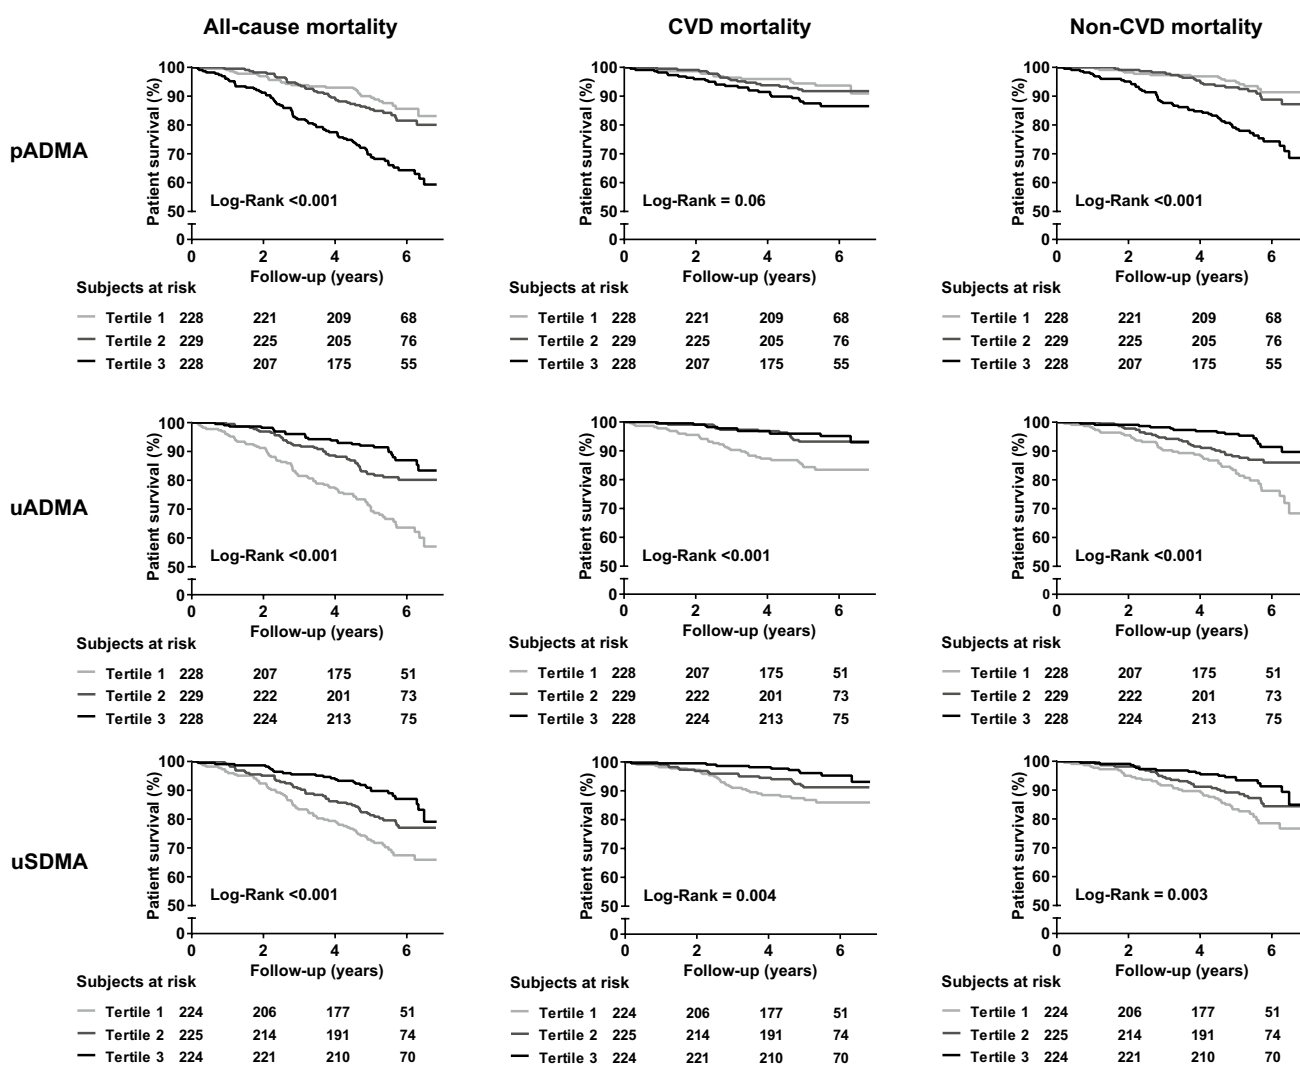 All-cause mortality
CVD mortality
Non-CVD mortality
pADMA
Patient survival (%)
100
90
80
70
60
50
0
Log-Rank <0.001
0 2 4 6
Follow-up (years)
Subjects at risk
Tertile 1 228 221 209 68
Tertile 2 229 225 205 76
Tertile 3 228 207 175 55
Patient survival (%)
100
90
80
70
60
50
0
Log-Rank = 0.06
0 2 4 6
Follow-up (years)
Subjects at risk
Tertile 1 228 221 209 68
Tertile 2 229 225 205 76
Tertile 3 228 207 175 55
Patient survival (%)
100
90
80
70
60
50
0
Log-Rank <0.001
0 2 4 6
Follow-up (years)
Subjects at risk
Tertile 1 228 221 209 68
Tertile 2 229 225 205 76
Tertile 3 228 207 175 55
uADMA
Patient survival (%)
100
90
80
70
60
50
0
Log-Rank <0.001
0 2 4 6
Follow-up (years)
Subjects at risk
Tertile 1 228 207 175 51
Tertile 2 229 222 201 73
Tertile 3 228 224 213 75
Patient survival (%)
100
90
80
70
60
50
0
Log-Rank <0.001
0 2 4 6
Follow-up (years)
Subjects at risk
Tertile 1 228 207 175 51
Tertile 2 229 222 201 73
Tertile 3 228 224 213 75
Patient survival (%)
100
90
80
70
60
50
0
Log-Rank <0.001
0 2 4 6
Follow-up (years)
Subjects at risk
Tertile 1 228 207 175 51
Tertile 2 229 222 201 73
Tertile 3 228 224 213 75
uSDMA
Patient survival (%)
100
90
80
70
60
50
0
Log-Rank <0.001
0 2 4 6
Follow-up (years)
Subjects at risk
Tertile 1 224 206 177 51
Tertile 2 225 214 191 74
Tertile 3 224 221 210 70
Patient survival (%)
100
90
80
70
60
50
0
Log-Rank = 0.004
0 2 4 6
Follow-up (years)
Subjects at risk
Tertile 1 224 206 177 51
Tertile 2 225 214 191 74
Tertile 3 224 221 210 70
Patient survival (%)
100
90
80
70
60
50
0
Log-Rank = 0.003
0 2 4 6
Follow-up (years)
Subjects at risk
Tertile 1 224 206 177 51
Tertile 2 225 214 191 74
Tertile 3 224 221 210 70